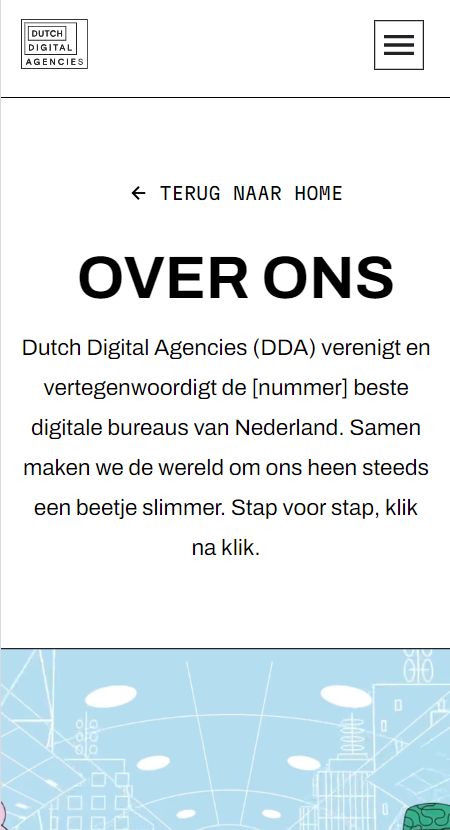 DUTCH
DIGITAL
AGENCIES
← TERUG NAAR HOME
OVER ONS
Dutch Digital Agencies (DDA) verenigt en
vertegenwoordigt de [nummer] beste
digitale bureaus van Nederland. Samen
maken we de wereld om ons heen steeds
een beetje slimmer. Stap voor stap, klik
na klik.